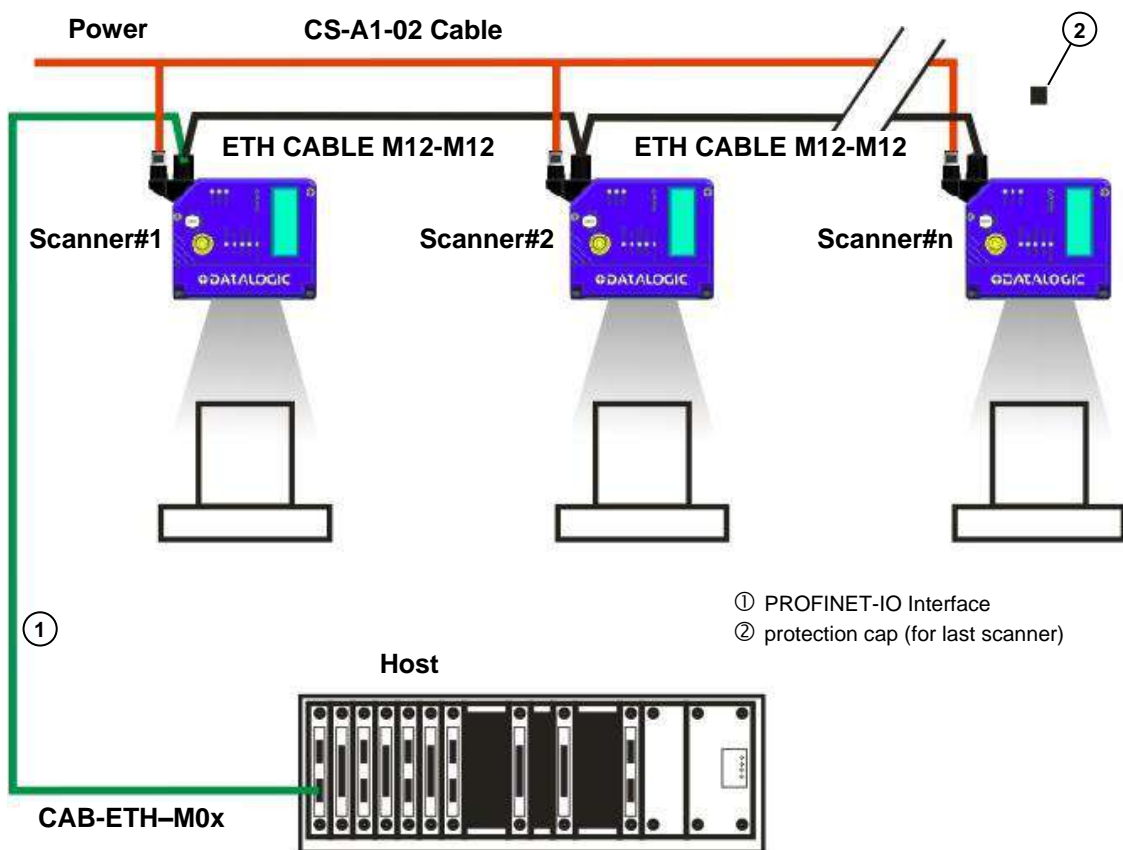 Power
CS-A1-02 Cable
②
ETH CABLE M12-M12
ETH CABLE M12-M12
Scanner#1
Scanner#2
Scanner#n
DATALOGIC
DATALOGIC
DATALOGIC
① PROFINET-IO Interface
② protection cap (for last scanner)
①
Host
CAB-ETH–M0x